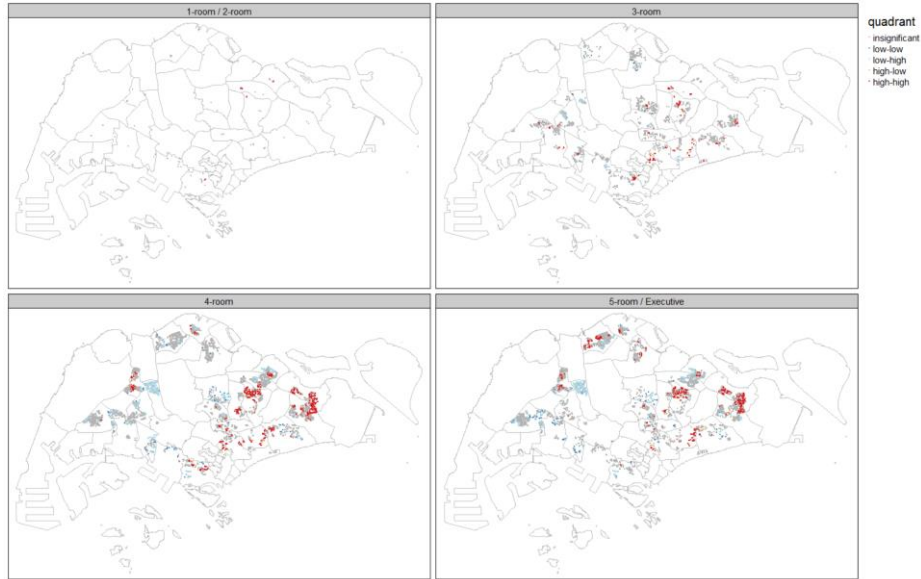 1-room / 2-room
3-room
quadrant
insignificant
low-low
low-high
high-low
high-high
4-room
5-room / Executive